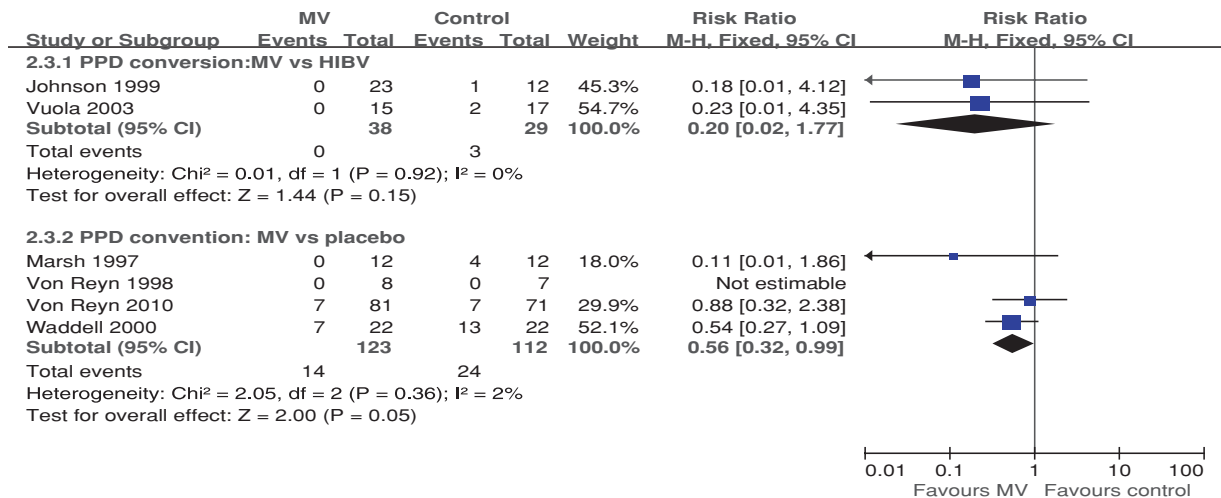 MV Control Risk Ratio Risk Ratio
Study or Subgroup Events Total Events Total Weight M-H, Fixed, 95% CI M-H, Fixed, 95% CI
2.3.1 PPD conversion:MV vs HIBV
Johnson 1999 0 23 1 12 45.3% 0.18 [0.01, 4.12]
Vuola 2003 0 15 2 17 54.7% 0.23 [0.01, 4.35]
Subtotal (95% CI) 38 29 100.0% 0.20 [0.02, 1.77]
Total events 0 3
Heterogeneity: Chi² = 0.01, df = 1 (P = 0.92); I² = 0%
Test for overall effect: Z = 1.44 (P = 0.15)
2.3.2 PPD convention: MV vs placebo
Marsh 1997 0 12 4 12 18.0% 0.11 [0.01, 1.86]
Von Reyn 1998 0 8 0 7 Not estimable
Von Reyn 2010 7 81 7 71 29.9% 0.88 [0.32, 2.38]
Waddell 2000 7 22 13 22 52.1% 0.54 [0.27, 1.09]
Subtotal (95% CI) 123 112 100.0% 0.56 [0.32, 0.99]
Total events 14 24
Heterogeneity: Chi² = 2.05, df = 2 (P = 0.36); I² = 2%
Test for overall effect: Z = 2.00 (P = 0.05)
0.01 0.1 1 10 100
Favours MV Favours control